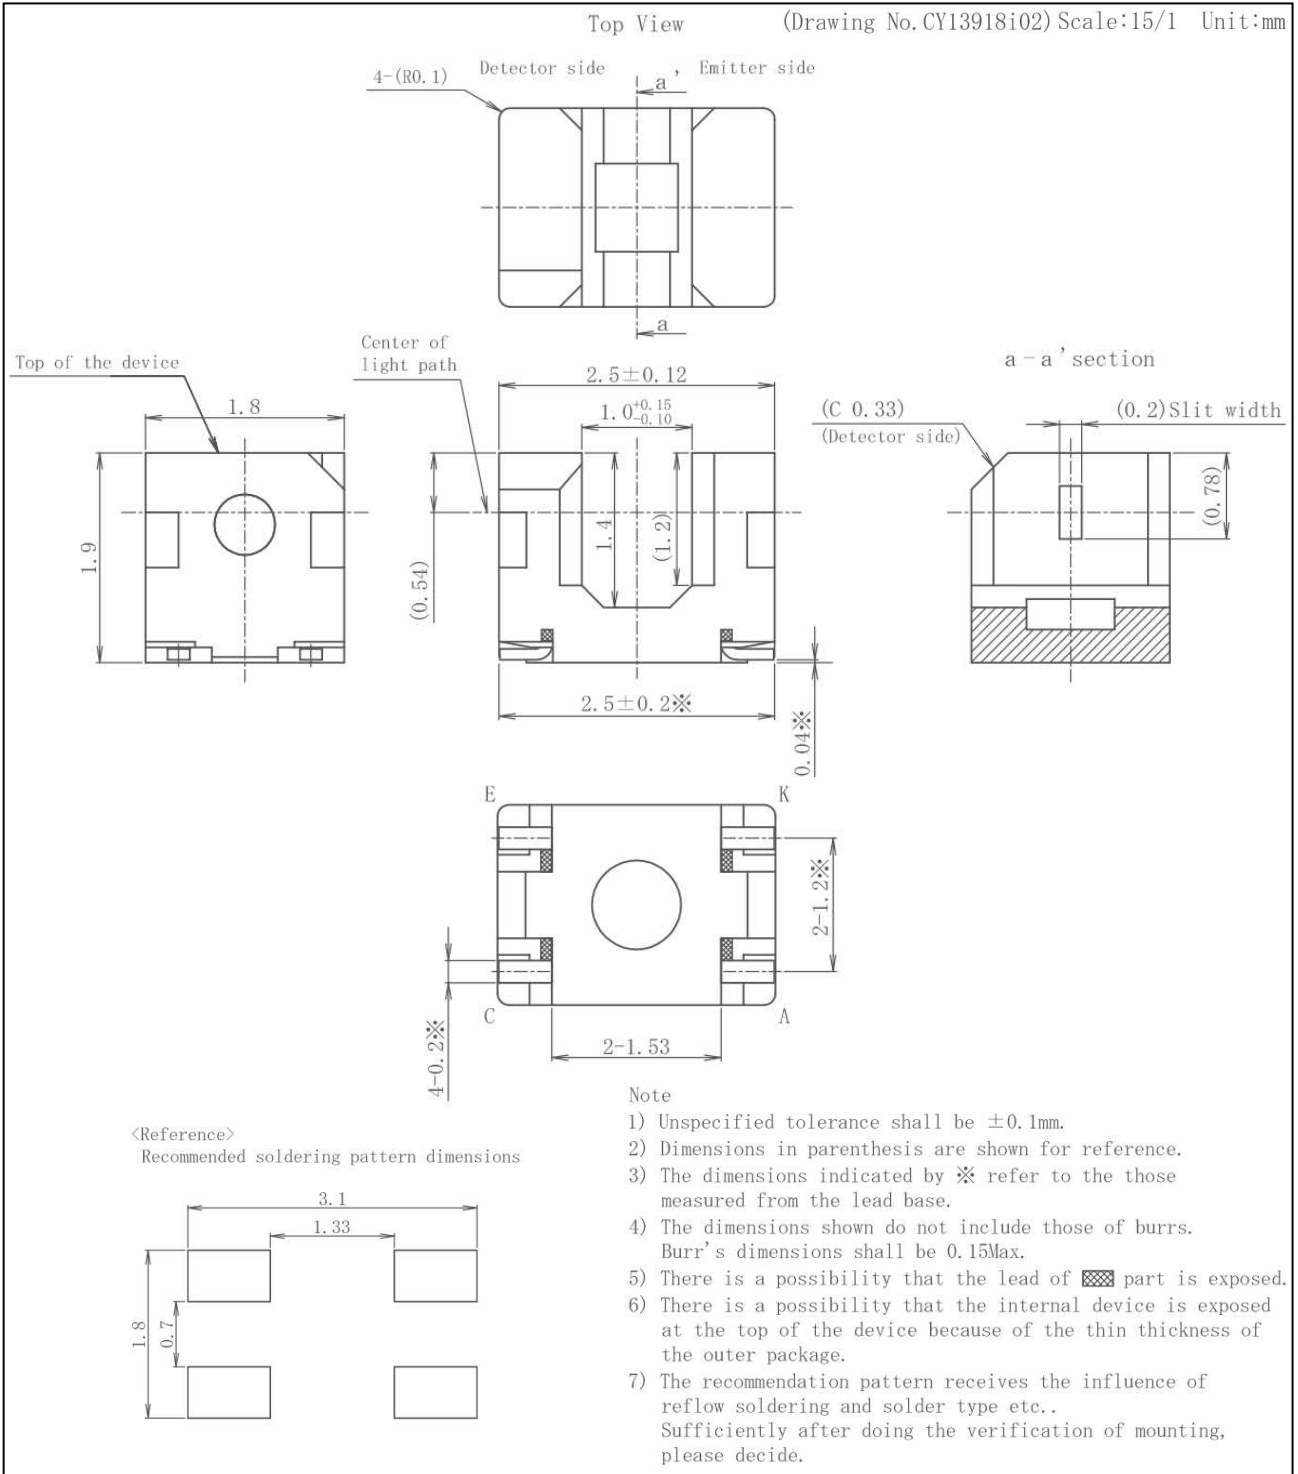 Top View
(Drawing No.CY13918i02) Scale:15/1 Unit:mm
4-(R0.1)
Detector side
a'
Emitter side
a
Top of the device
Center of
light path
a-a'section
1.8
2.5±0.12
1.0+0.15 -0.10
(C 0.33)
(Detector side)
(0.2)Slit width
1.9
(0.54)
1.4
(1.2)
(0.78)
2.5±0.2※
0.04※
E
K
2-1.2※
C
A
4-0.2※
2-1.53
<Reference>
Recommended soldering pattern dimensions
3.1
1.33
1.8
0.7
Note
1) Unspecified tolerance shall be ±0.1mm.
2) Dimensions in parenthesis are shown for reference.
3) The dimensions indicated by ※ refer to the those
measured from the lead base.
4) The dimensions shown do not include those of burrs.
Burr's dimensions shall be 0.15Max.
5) There is a possibility that the lead of part is exposed.
6) There is a possibility that the internal device is exposed
at the top of the device because of the thin thickness of
the outer package.
7) The recommendation pattern receives the influence of
reflow soldering and solder type etc..
Sufficiently after doing the verification of mounting,
please decide.